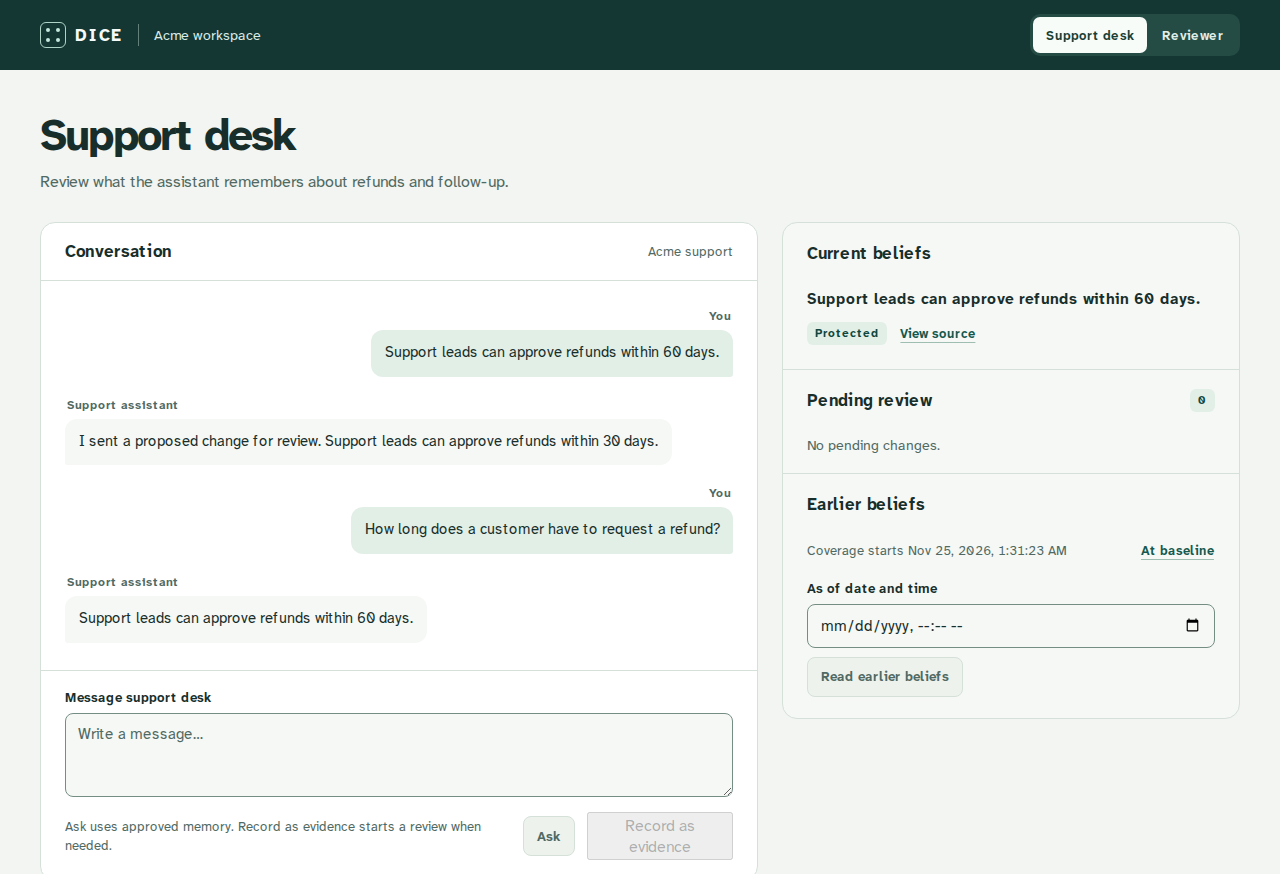 DICE
Acme workspace
Support desk
Reviewer
Support desk
Review what the assistant remembers about refunds and follow-up.
Conversation
Acme support
You
Support leads can approve refunds within 60 days.
Support assistant
I sent a proposed change for review. Support leads can approve refunds within 30 days.
You
How long does a customer have to request a refund?
Support assistant
Support leads can approve refunds within 60 days.
Message support desk
Write a message...
Ask uses approved memory. Record as evidence starts a review when
needed.
Ask
Record as
evidence
Current beliefs
Support leads can approve refunds within 60 days.
Protected
View source
Pending review
0
No pending changes.
Earlier beliefs
Coverage starts Nov 25, 2026, 1:31:23 AM
At baseline
As of date and time
mm/dd/yyyy, --:-- --
Read earlier beliefs